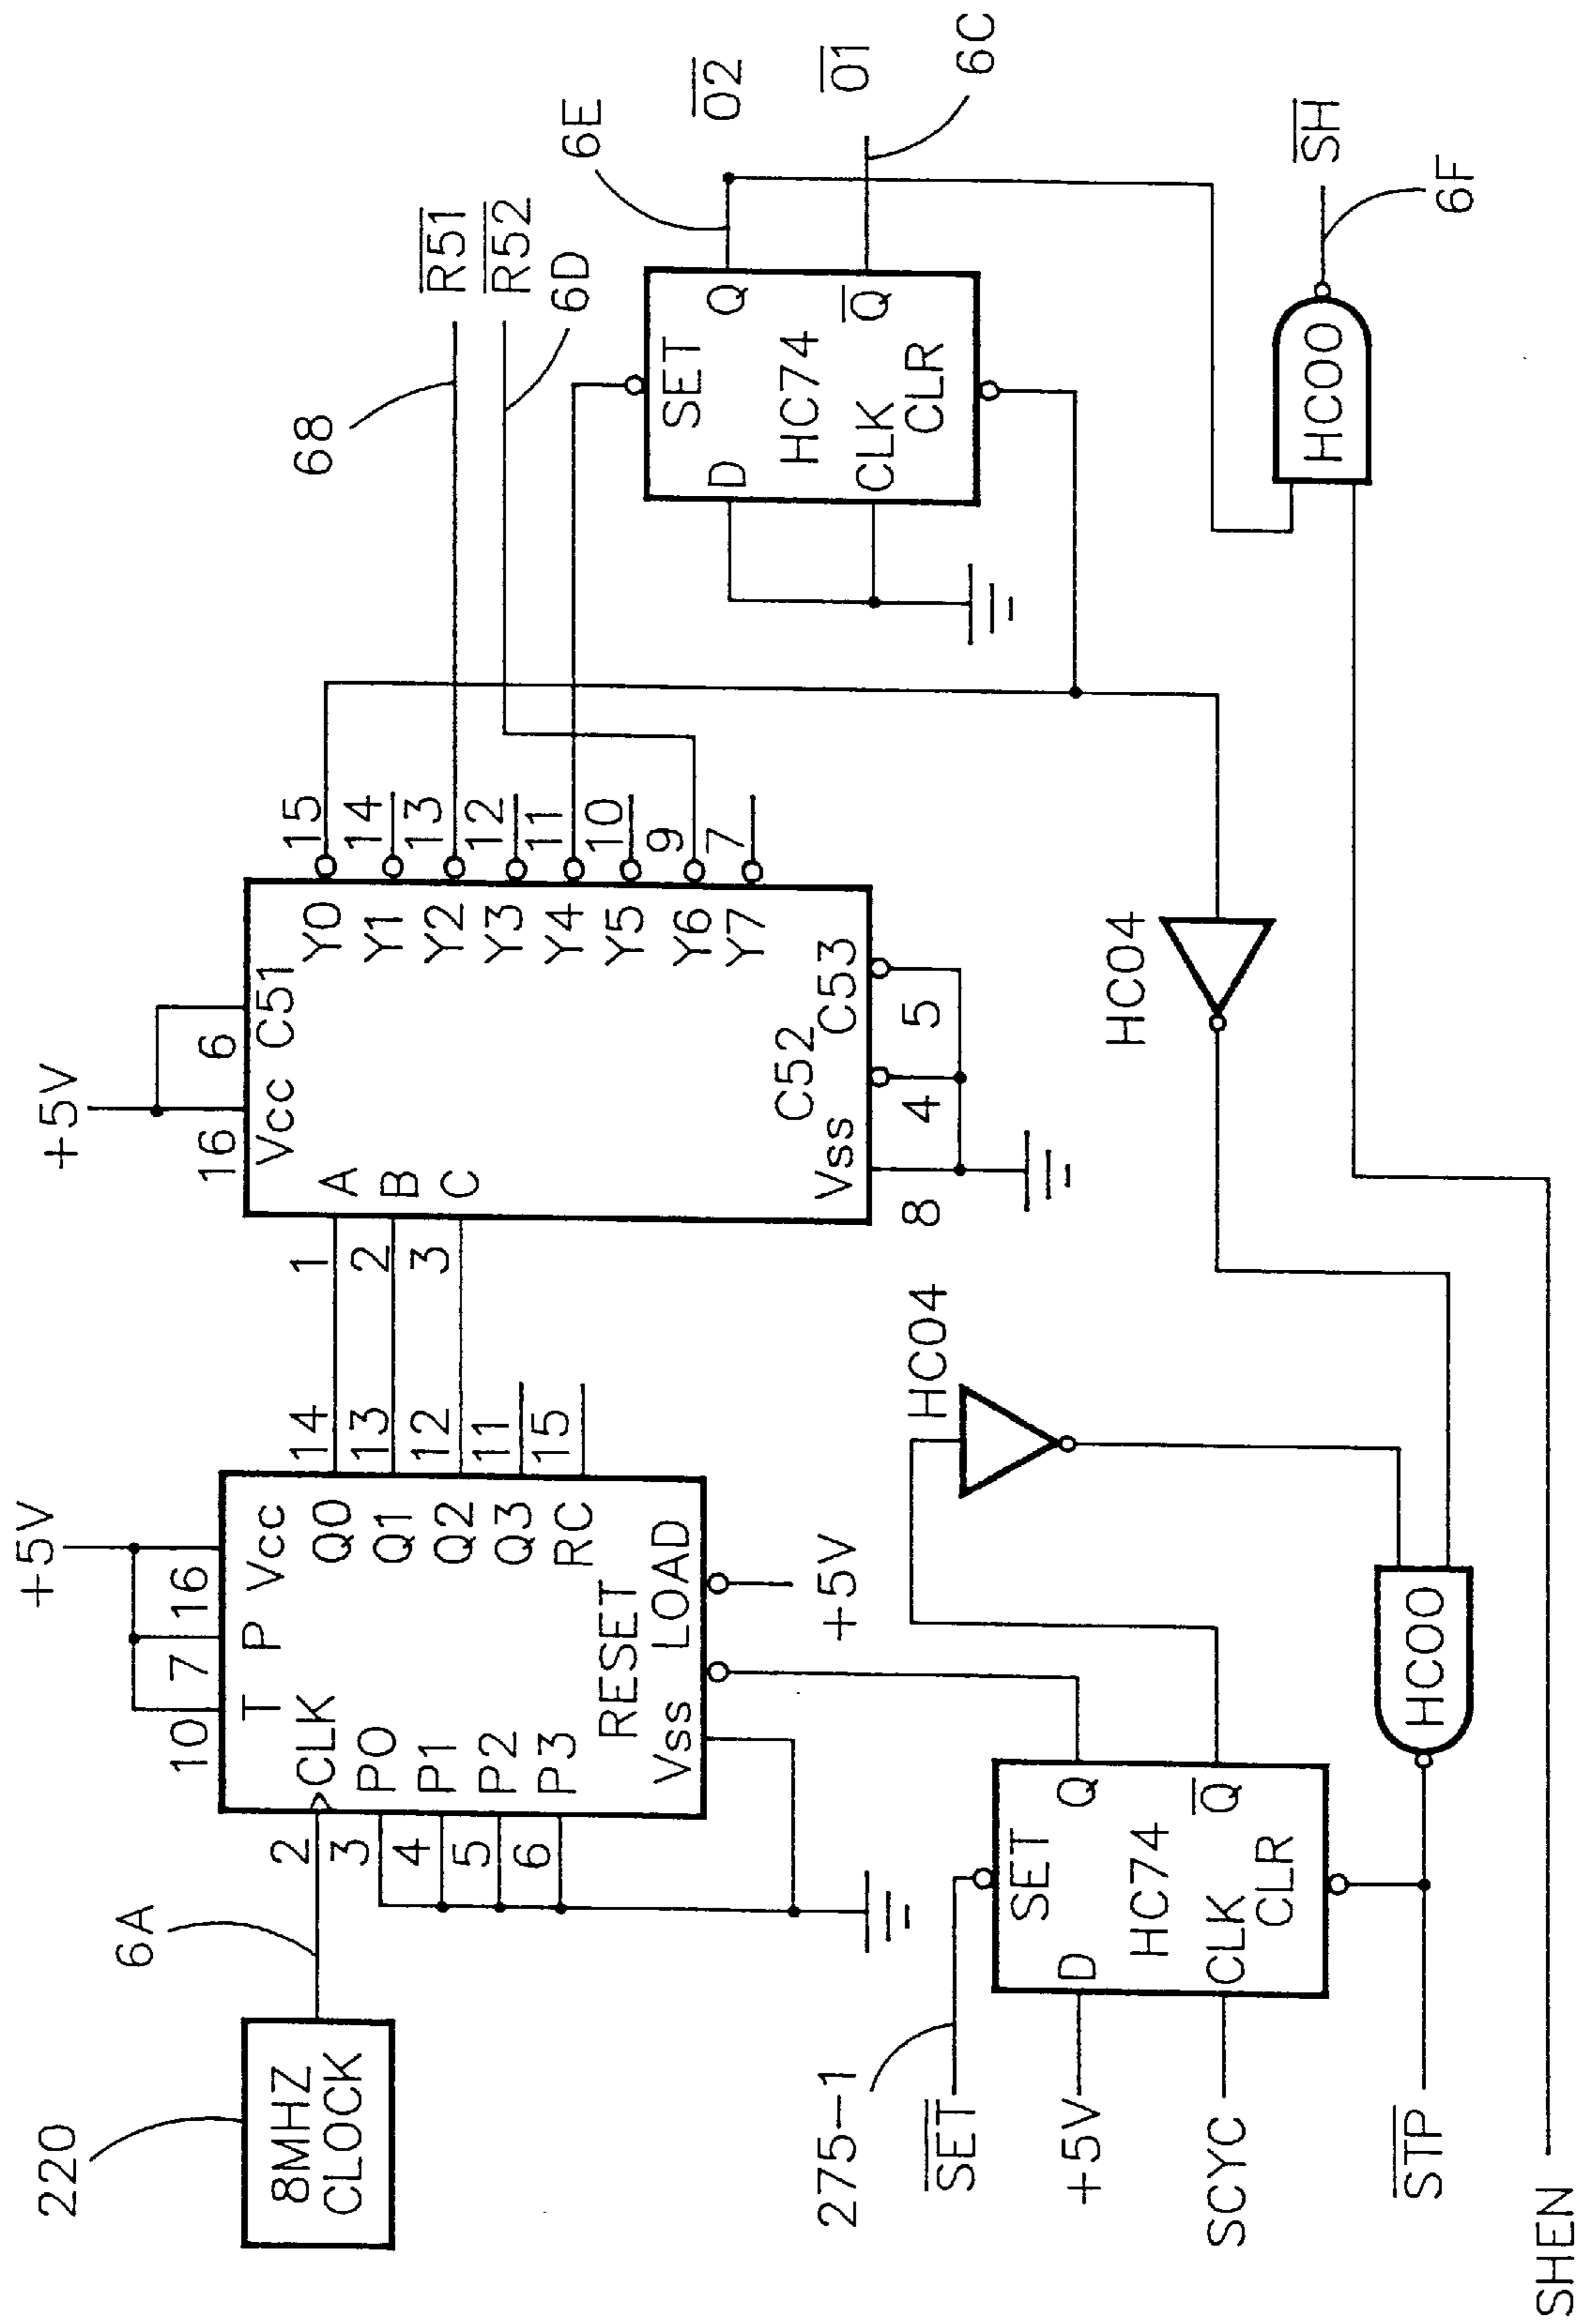 220
8MHZ
CLOCK
6A
+5V
10
7
16
T
P
Vcc
2
CLK
3
P0
4
P1
5
P2
6
P3
Q0
14
Q1
13
Q2
12
Q3
11
RC
15
RESET
LOAD
Vss
+5V
+5V
16
6
Vcc
C51
1
A
2
B
3
C
Y0
15
Y1
14
Y2
13
Y3
12
Y4
11
Y5
10
Y6
9
Y7
7
Vss
C52
C53
8
4
5
68
R51
R52
6D
6E
O2
O1
6C
SET
D
Q
HC74
CLK
Q
CLR
275-1
SET
+5V
SCYC
STP
SHEN
SET
D
Q
HC74
CLK
Q
CLR
HC04
HC04
HC00
HC00
SH
6F